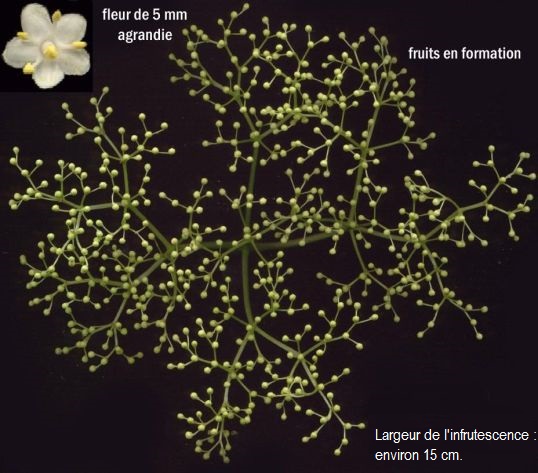 fleur de 5 mm
agrandie
fruits en formation
Largeur de l'infrutescence :
environ 15 cm.